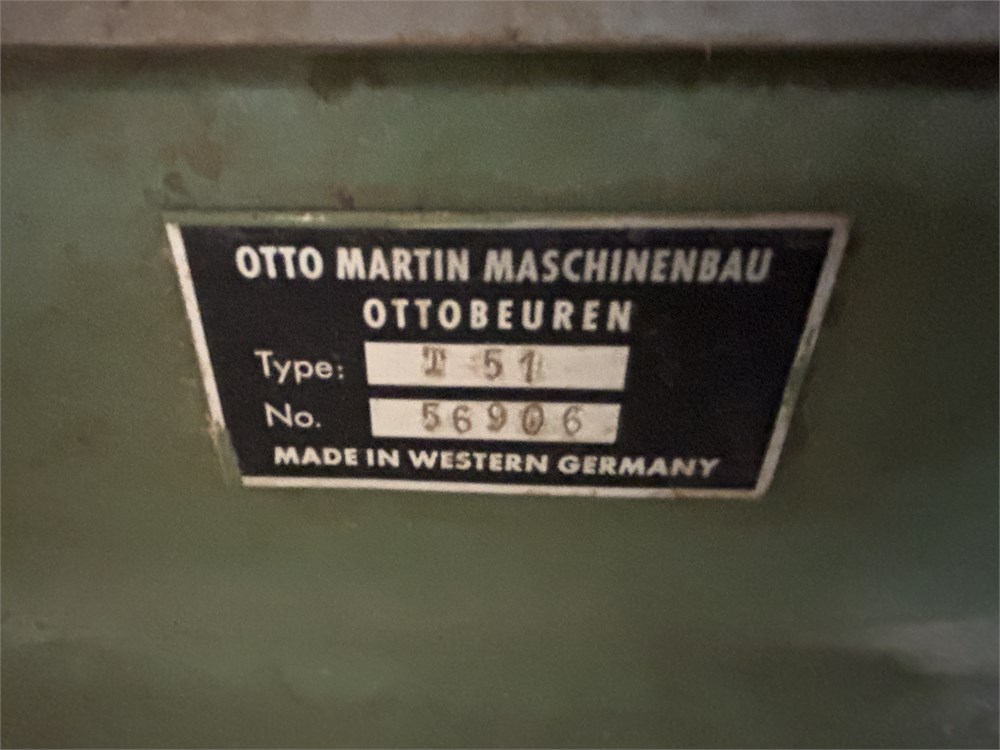 OTTO MARTIN MASCHINENBAU
OTTOBEUREN
Type: T 51
No. 56906
MADE IN WESTERN GERMANY